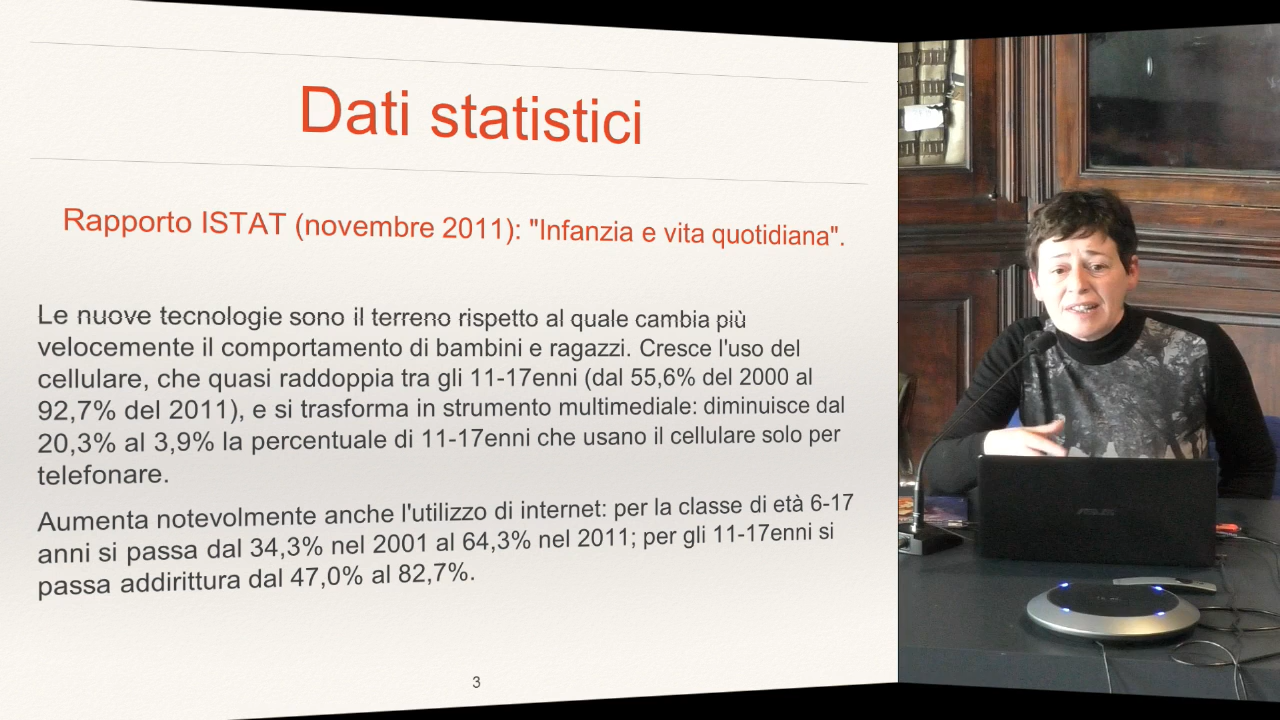 Dati statistici
Rapporto ISTAT (novembre 2011): "Infanzia e vita quotidiana".
Le nuove tecnologie sono il terreno rispetto al quale cambia più
velocemente il comportamento di bambini e ragazzi. Cresce l'uso del
cellulare, che quasi raddoppia tra gli 11-17enni (dal 55,6% del 2000 al
92,7% del 2011), e si trasforma in strumento multimediale: diminuisce dal
20,3% al 3,9% la percentuale di 11-17enni che usano il cellulare solo per
telefonare.
Aumenta notevolmente anche l'utilizzo di internet: per la classe di età 6-17
anni si passa dal 34,3% nel 2001 al 64,3% nel 2011; per gli 11-17enni si
passa addirittura dal 47,0% al 82,7%.
3
ASUS